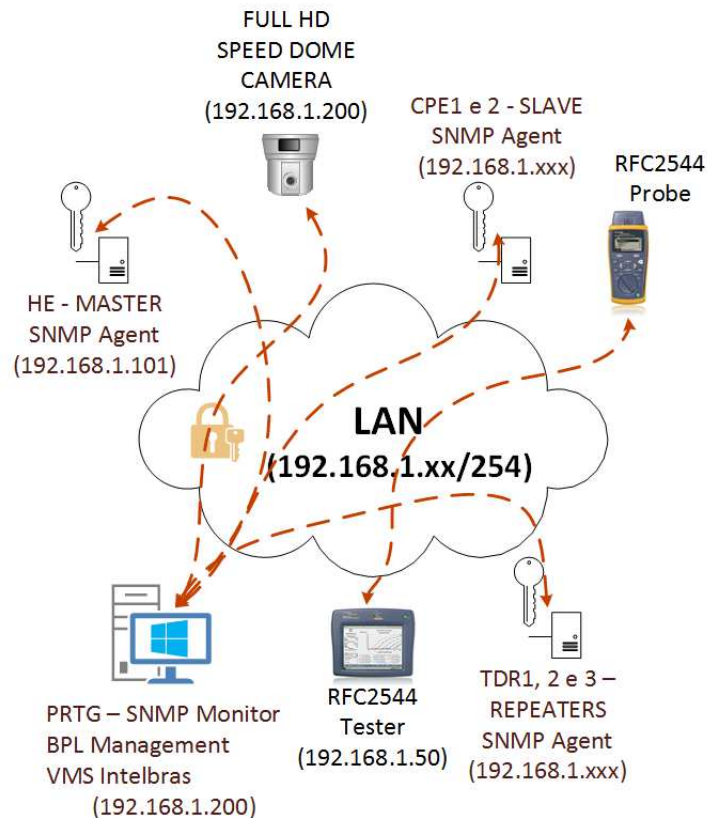 FULL HD
SPEED DOME
CAMERA
(192.168.1.200)
CPE1 e 2 - SLAVE
SNMP Agent
(192.168.1.xxx)
RFC2544
Probe
HE - MASTER
SNMP Agent
(192.168.1.101)
LAN
(192.168.1.xx/254)
PRTG – SNMP Monitor
BPL Management
VMS Intelbras
(192.168.1.200)
RFC2544
Tester
(192.168.1.50)
TDR1, 2 e 3 –
REPEATERS
SNMP Agent
(192.168.1.xxx)